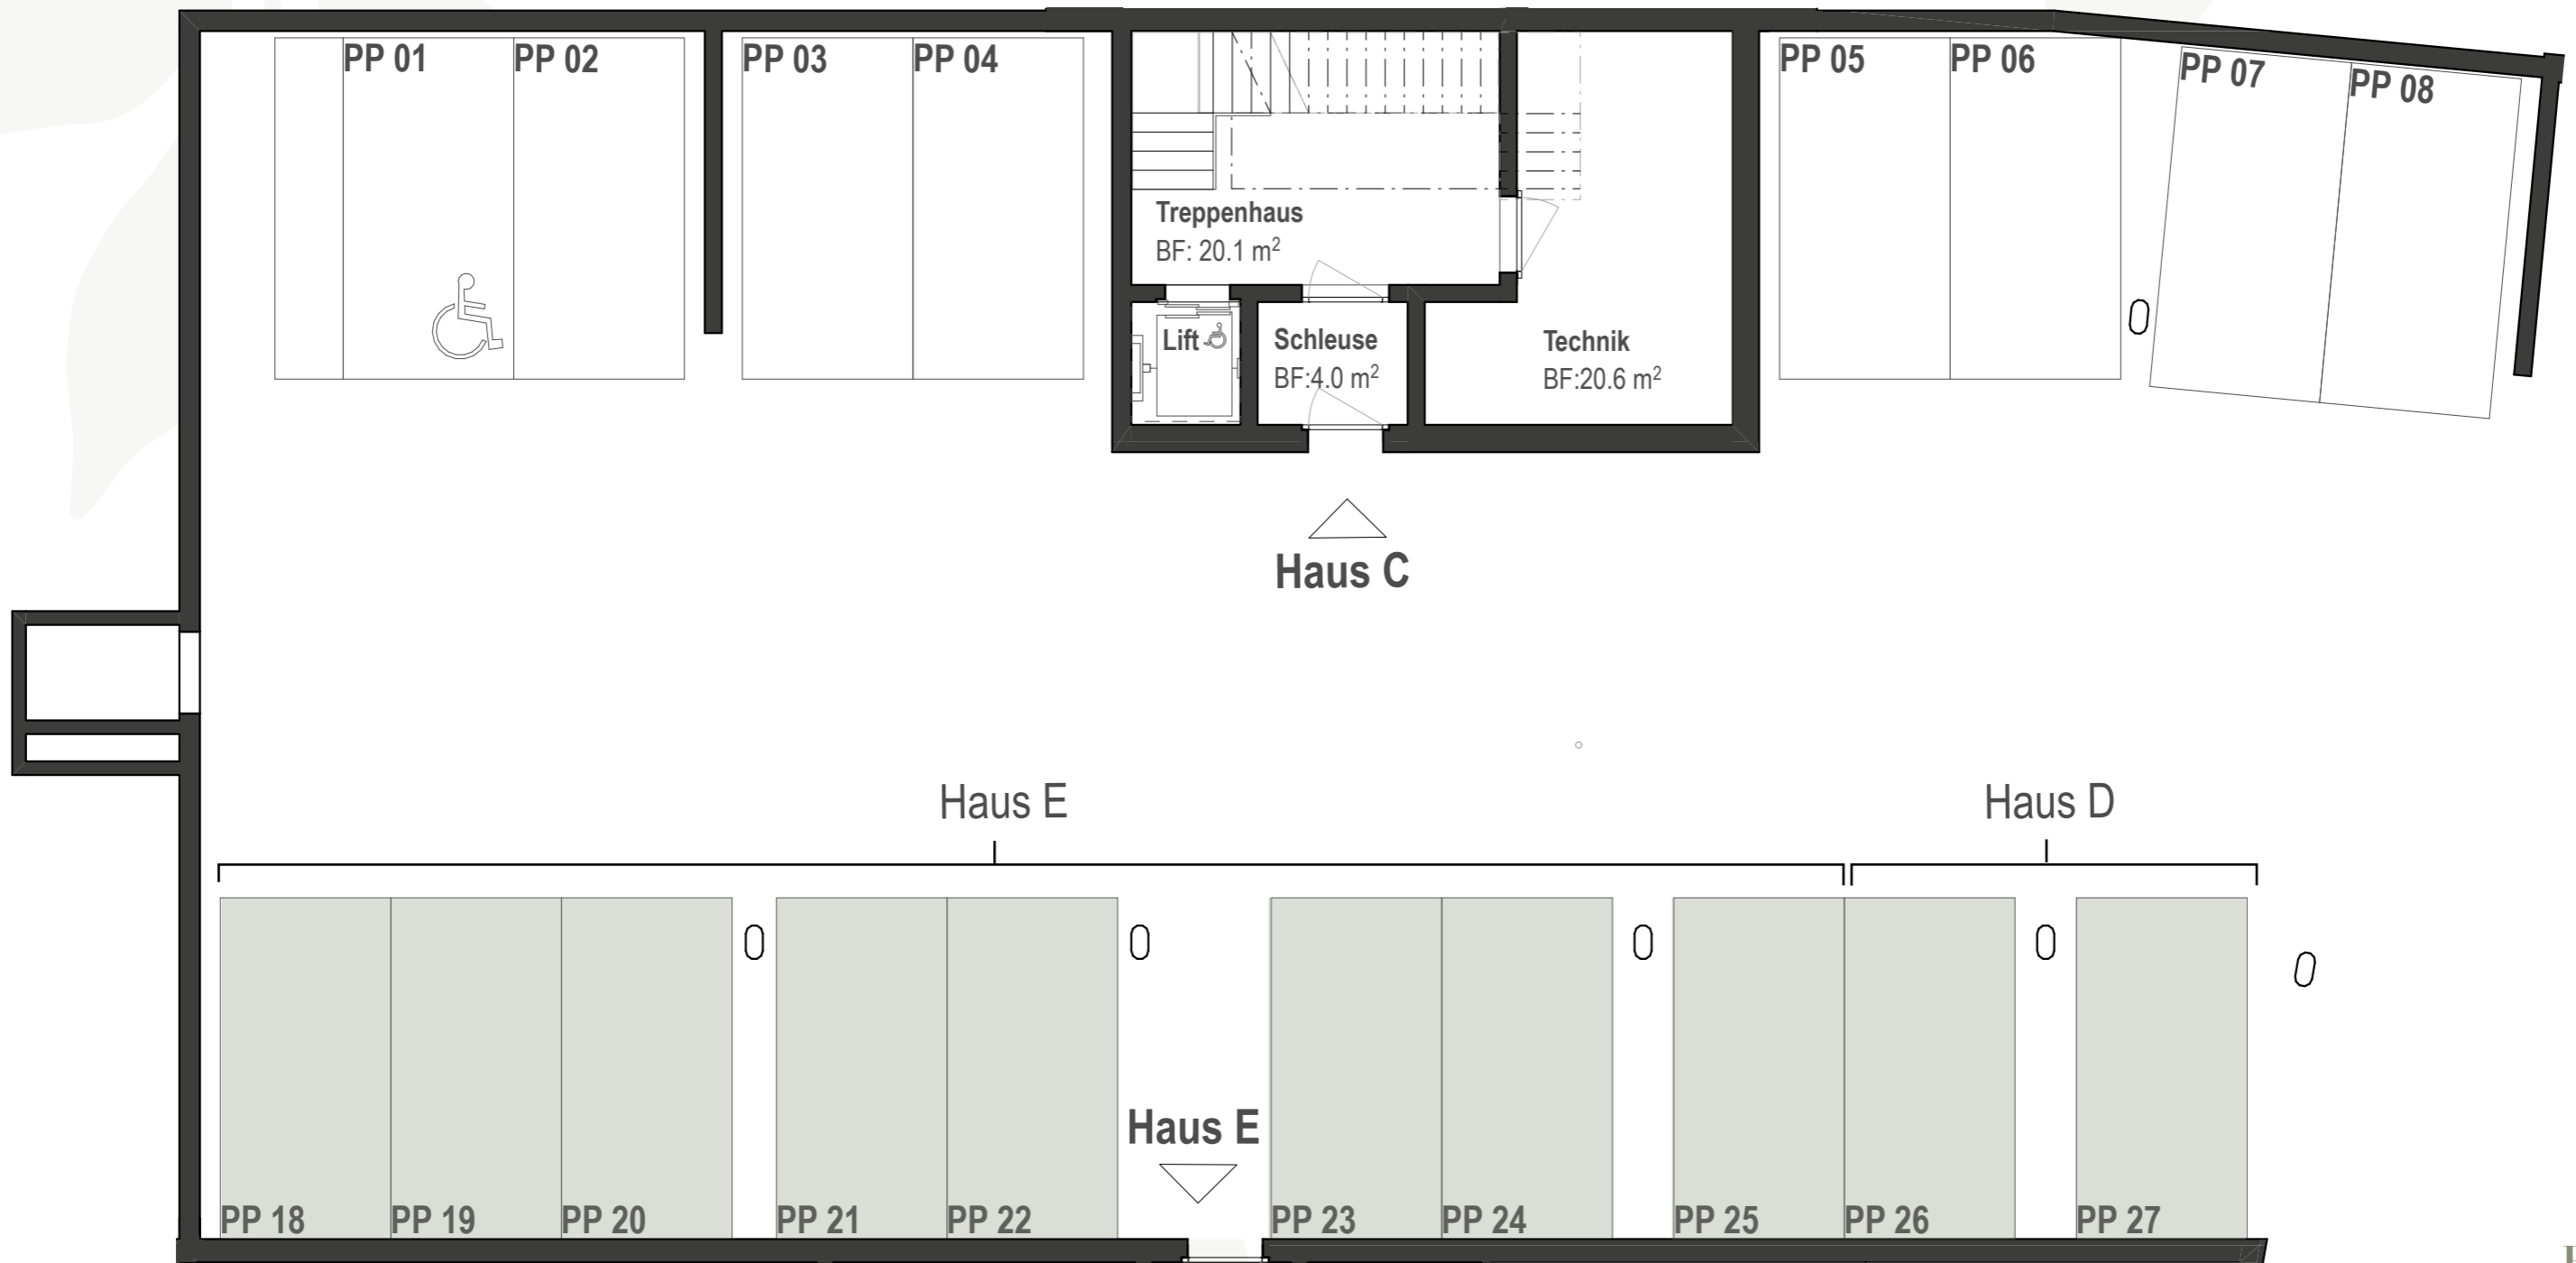 PP 01
PP 02
PP 03
PP 04
PP 05
PP 06
PP 07
PP 08
Treppenhaus
BF: 20.1 m²
Lift
Schleuse
BF:4.0 m²
Technik
BF:20.6 m²
Haus C
Haus E
Haus D
Haus E
PP 18
PP 19
PP 20
PP 21
PP 22
PP 23
PP 24
PP 25
PP 26
PP 27